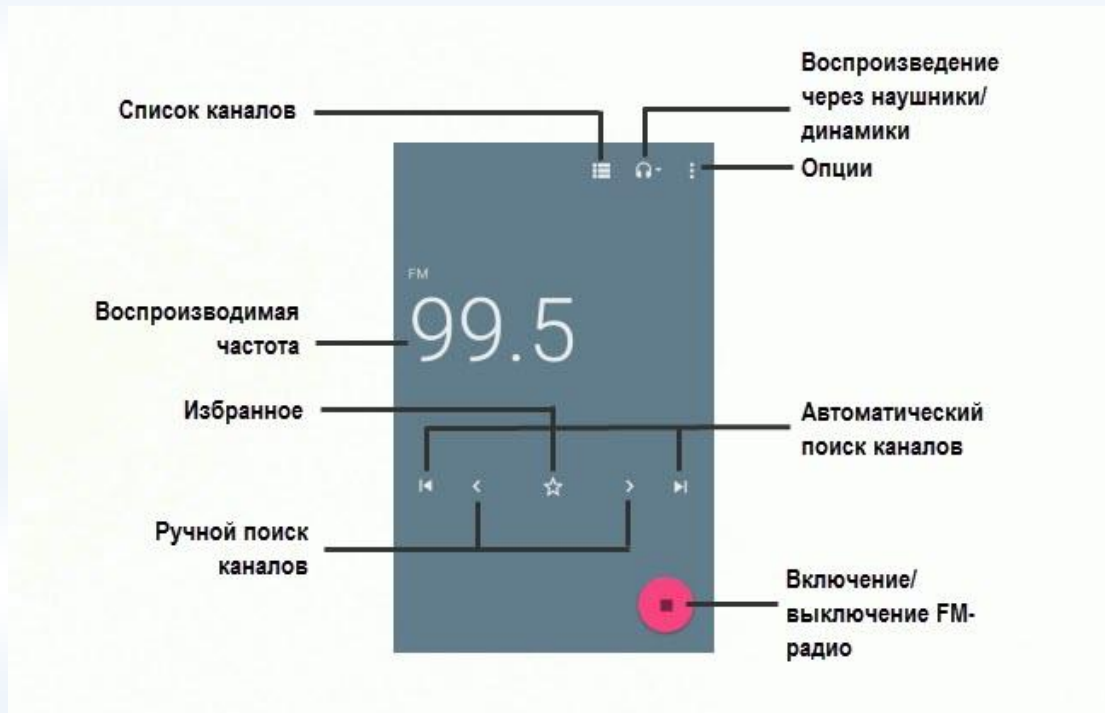 Воспроизведение
через наушники/
динамики
Список каналов
Опции
FM
99.5
Воспроизводимая
частота
Избранное
Автоматический
поиск каналов
Ручной поиск
каналов
Включение/
выключение FM-
радио